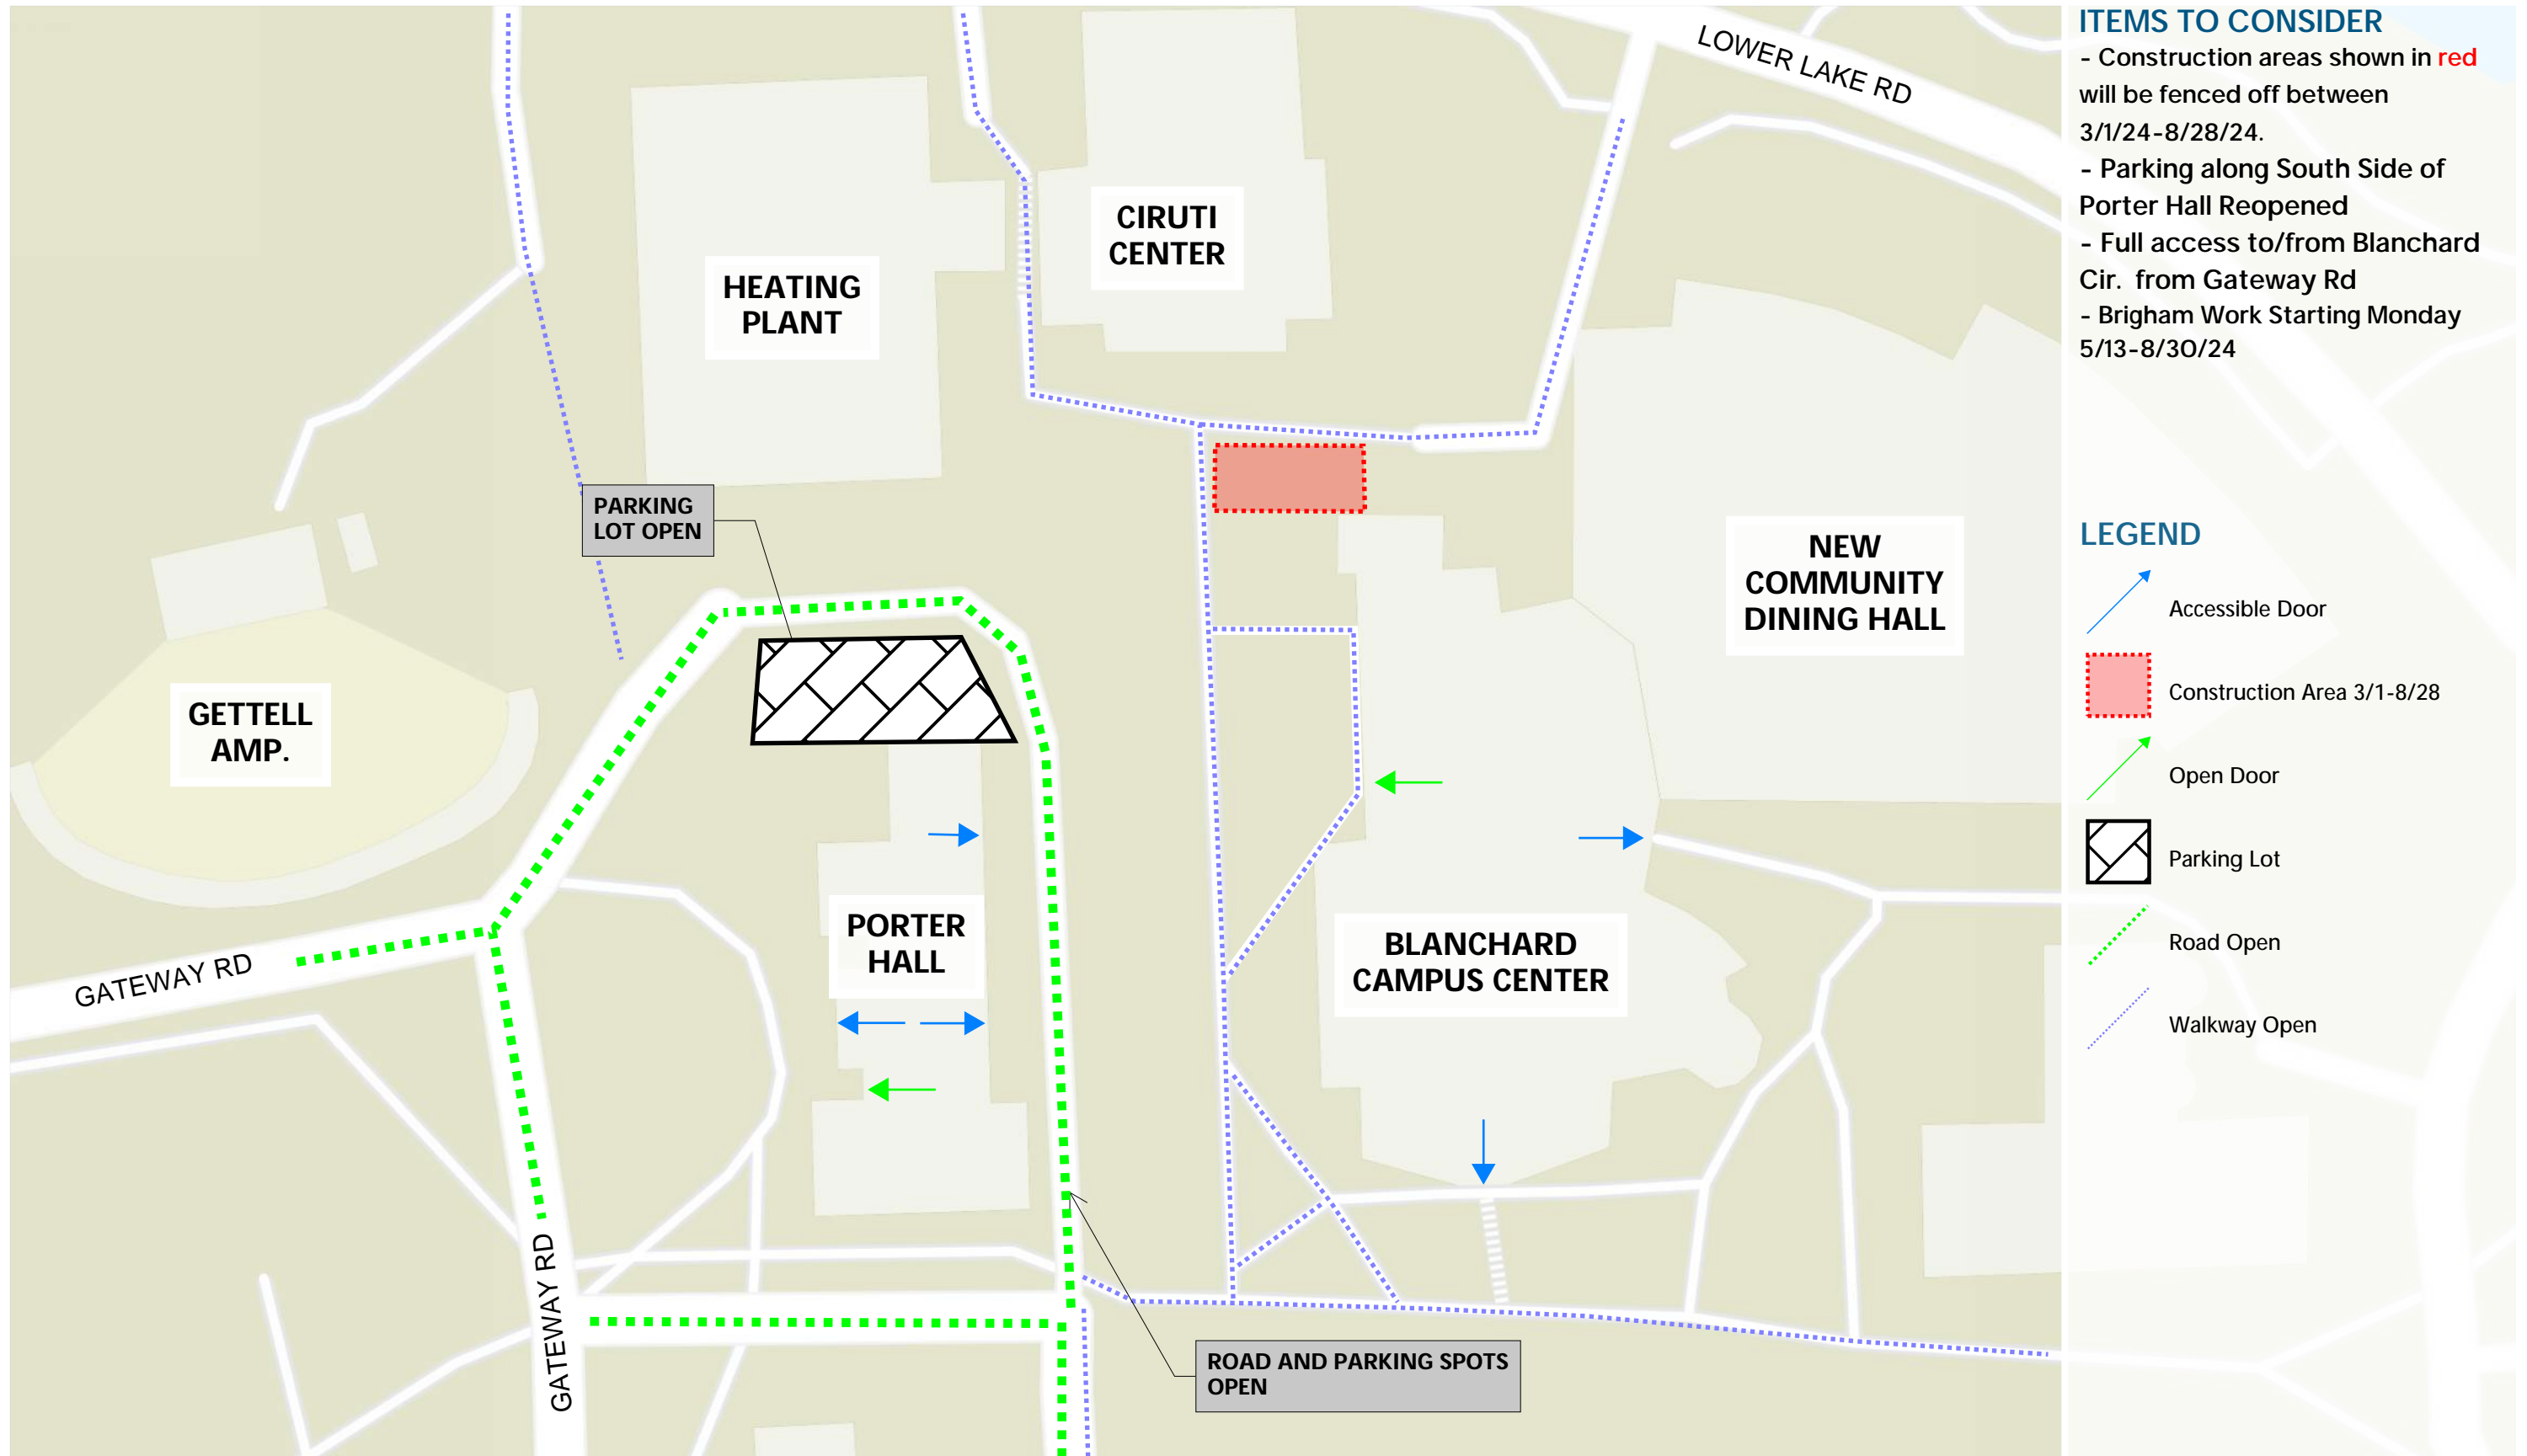 LOWER LAKE RD
CIRUTI
CENTER
HEATING
PLANT
PARKING
LOT OPEN
NEW
COMMUNITY
DINING HALL
GETTELL
AMP.
PORTER
HALL
BLANCHARD
CAMPUS CENTER
GATEWAY RD
GATEWAY RD
ROAD AND PARKING SPOTS
OPEN
ITEMS TO CONSIDER
- Construction areas shown in red
will be fenced off between
3/1/24-8/28/24.
- Parking along South Side of
Porter Hall Reopened
- Full access to/from Blanchard
Cir. from Gateway Rd
- Brigham Work Starting Monday
5/13-8/30/24
LEGEND
Accessible Door
Construction Area 3/1-8/28
Open Door
Parking Lot
Road Open
Walkway Open